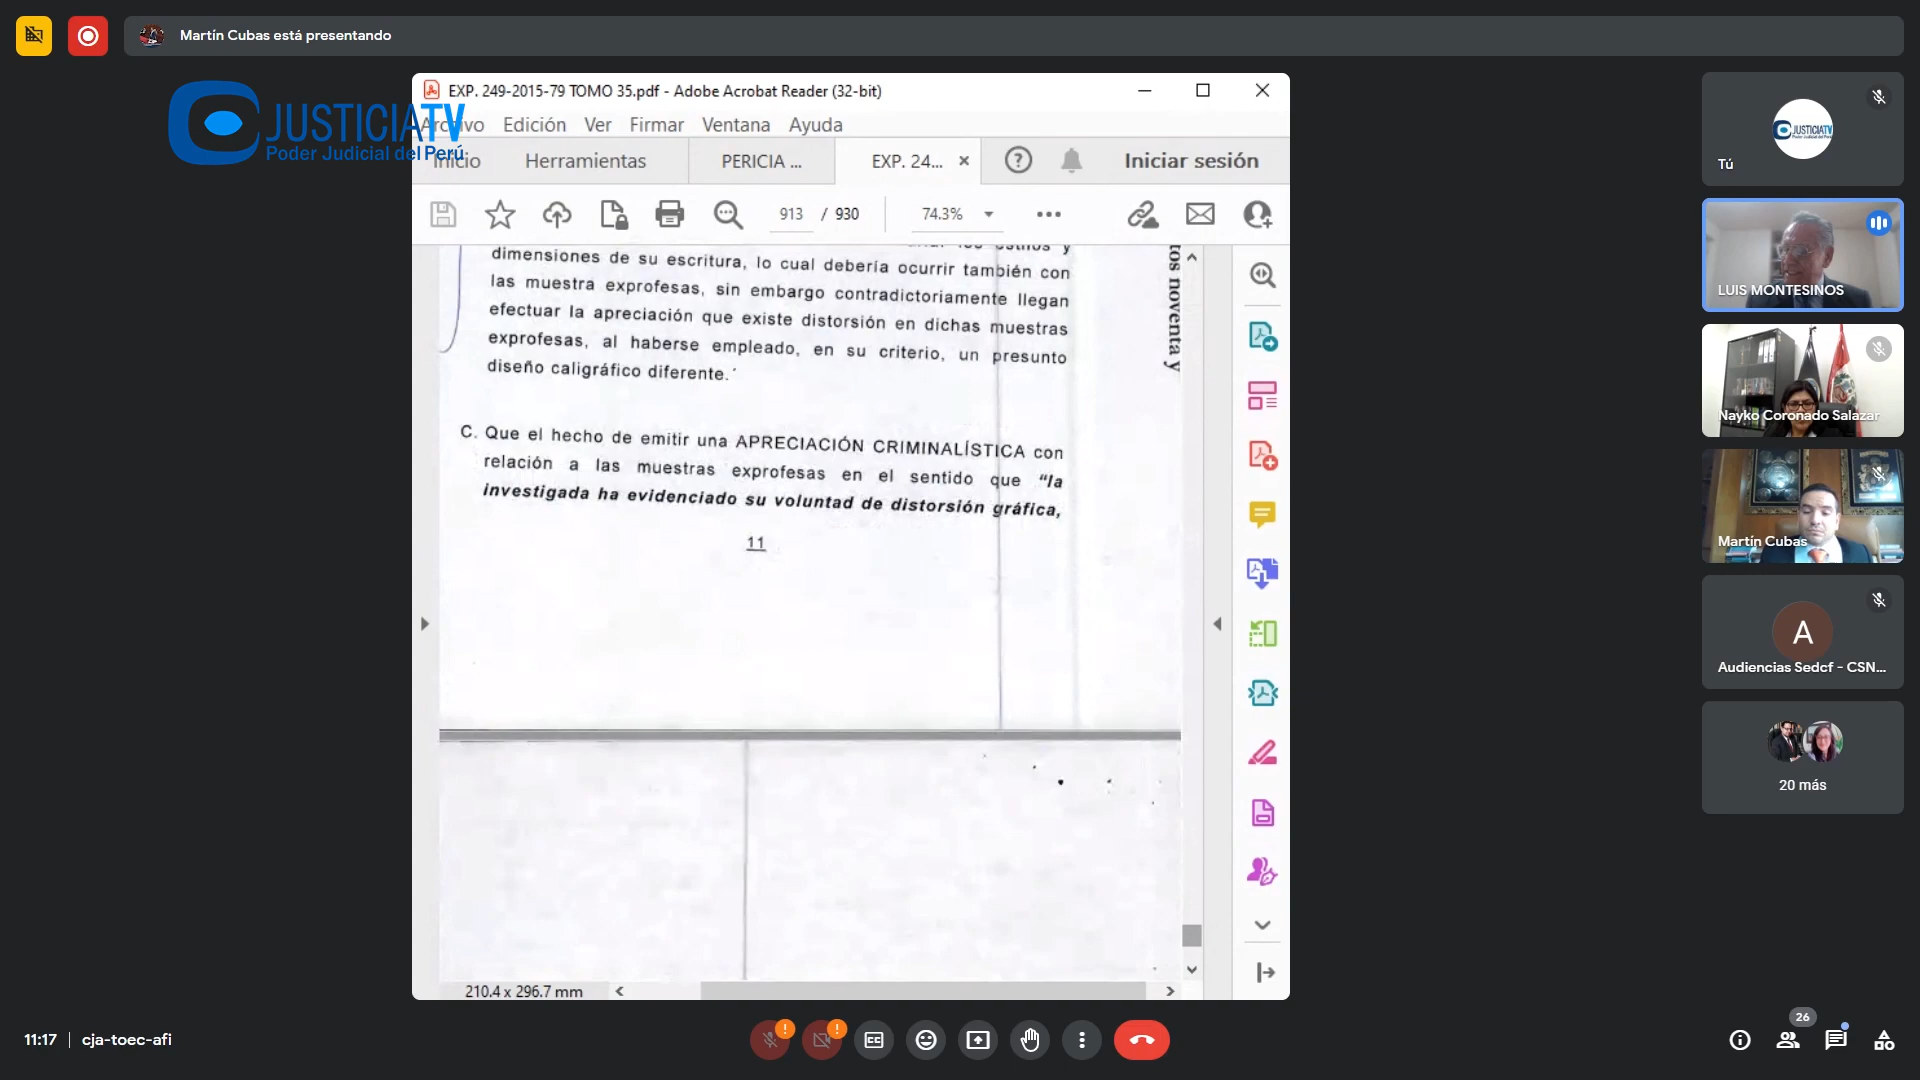 Martín Cubas está presentando
JUSTICIATV
Poder Judicial del Perú
EXP. 249-2015-79 TOMO 35.pdf - Adobe Acrobat Reader (32-bit)
Archivo Edición Ver Firmar Ventana Ayuda
Inicio Herramientas PERICIA ... EXP. 24... Iniciar sesión
913 / 930 74.3%
estilos y
dimensiones de su escritura, lo cual debería ocurrir también con
las muestra exprofesas, sin embargo contradictoriamente llegan
efectuar la apreciación que existe distorsión en dichas muestras
exprofesas, al haberse empleado, en su criterio, un presunto
diseño caligráfico diferente.
C. Que el hecho de emitir una APRECIACIÓN CRIMINALÍSTICA con
relación a las muestras exprofesas en el sentido que “la
investigada ha evidenciado su voluntad de distorsión gráfica,
11
tos noventa y
210.4 x 296.7 mm
JUSTICIATV
Tú
LUIS MONTESINOS
Nayko Coronado Salazar
Martín Cubas
A
Audiencias Sedcf - CSN...
20 más
11:17 cja-toec-afi
26